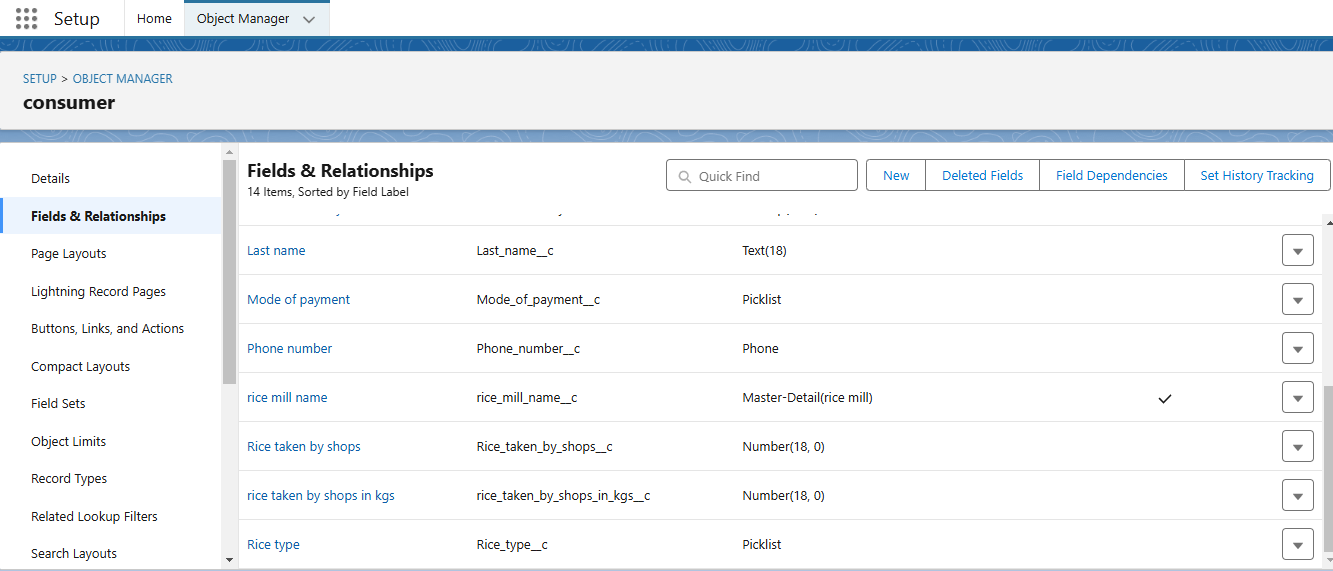 Setup Home Object Manager
SETUP > OBJECT MANAGER
consumer
Details
Fields & Relationships
Page Layouts
Lightning Record Pages
Buttons, Links, and Actions
Compact Layouts
Field Sets
Object Limits
Record Types
Related Lookup Filters
Search Layouts
Fields & Relationships
14 Items, Sorted by Field Label
Quick Find New Deleted Fields Field Dependencies Set History Tracking
Last name Last_name__c Text(18)
Mode of payment Mode_of_payment__c Picklist
Phone number Phone_number__c Phone
rice mill name rice_mill_name__c Master-Detail(rice mill)
Rice taken by shops Rice_taken_by_shops__c Number(18, 0)
rice taken by shops in kgs rice_taken_by_shops_in_kgs__c Number(18, 0)
Rice type Rice_type__c Picklist